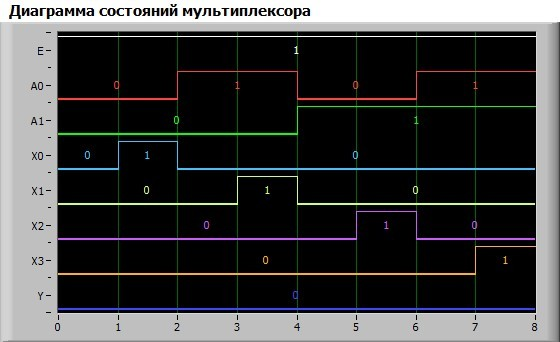 Диаграмма состояний мультиплексора
E 1
A0 0 1 0 1
A1 0 1
X0 0 1 0
X1 0 1 0
X2 0 1 0
X3 0 1
Y 0
0 1 2 3 4 5 6 7 8